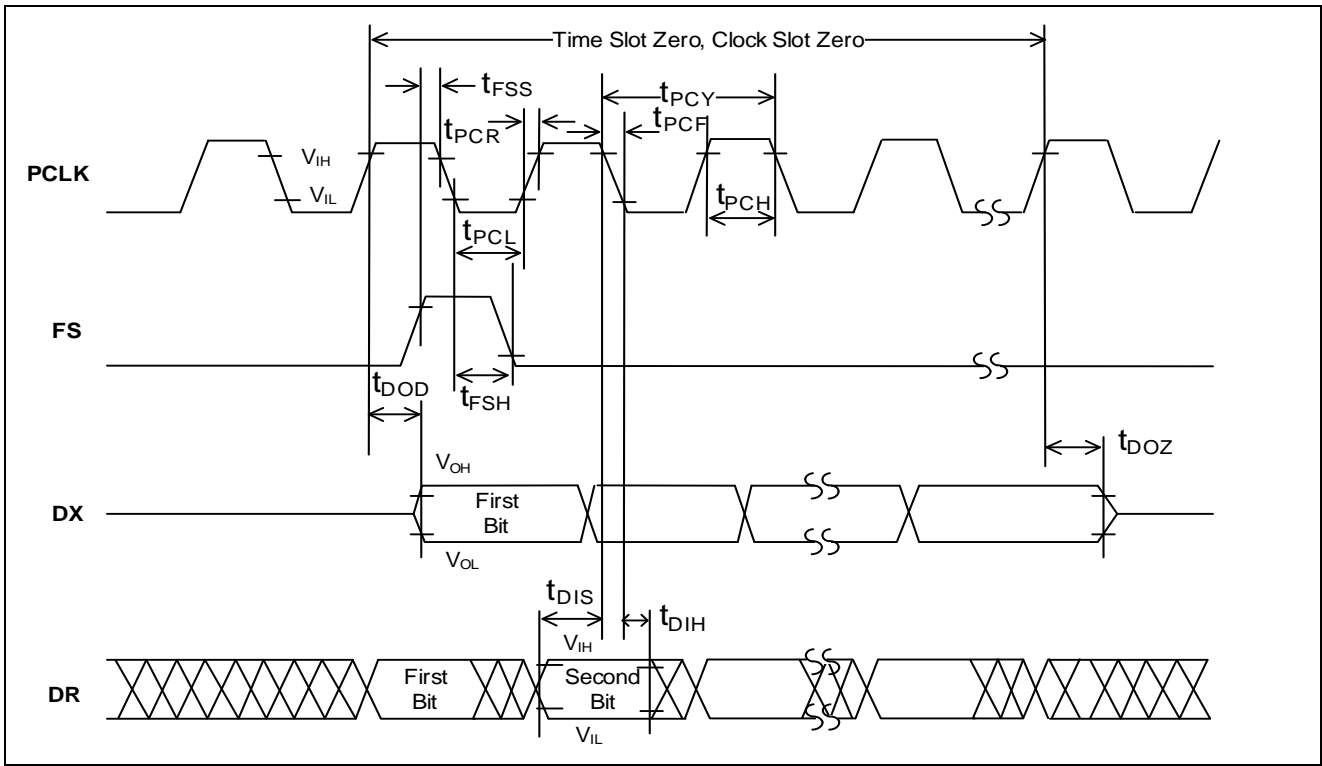 Time Slot Zero, Clock Slot Zero
tFSS
tPCY
tPCR
tPCF
PCLK
VIH
VIL
tPCH
tPCL
FS
tDOD
tFSH
tDOZ
VOH
DX
First
Bit
VOL
tDIS
tDIH
VIH
DR
First
Bit
Second
Bit
VIL